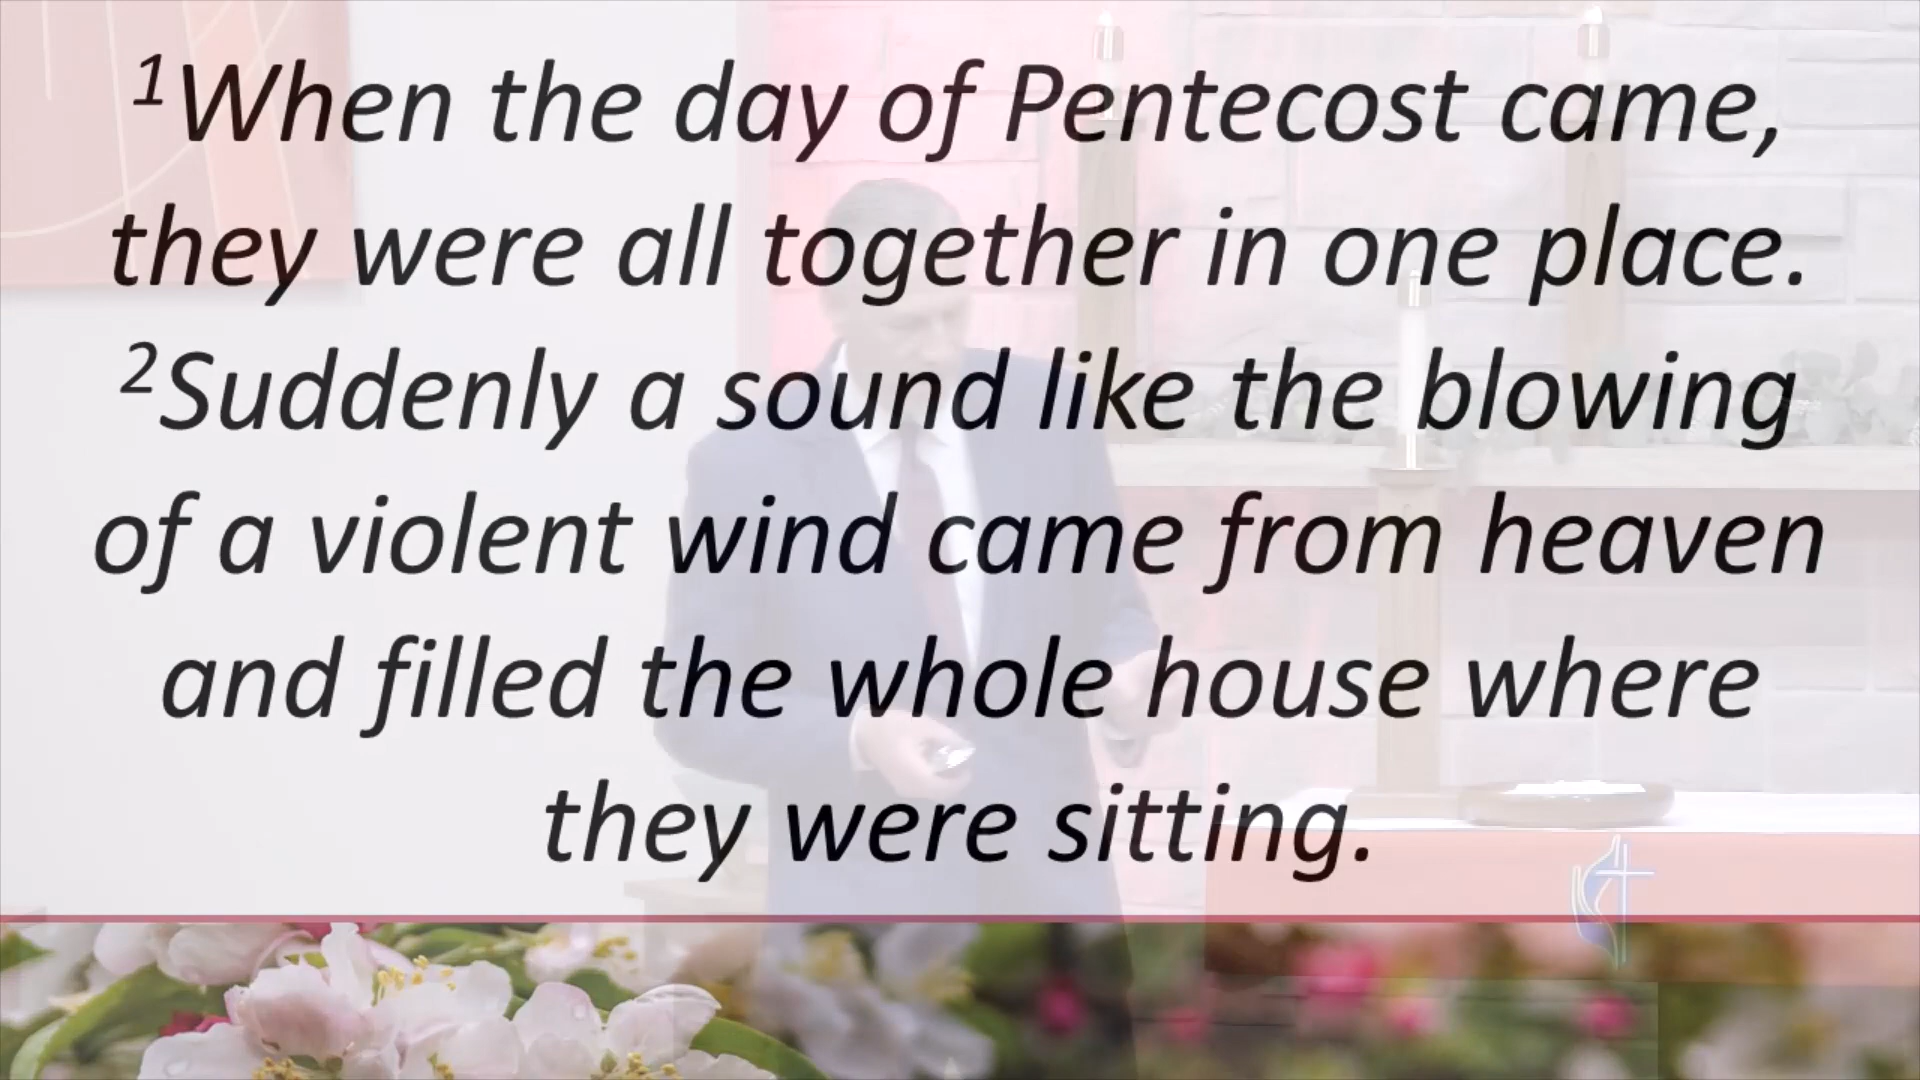 ¹When the day of Pentecost came,
they were all together in one place.
²Suddenly a sound like the blowing
of a violent wind came from heaven
and filled the whole house where
they were sitting.